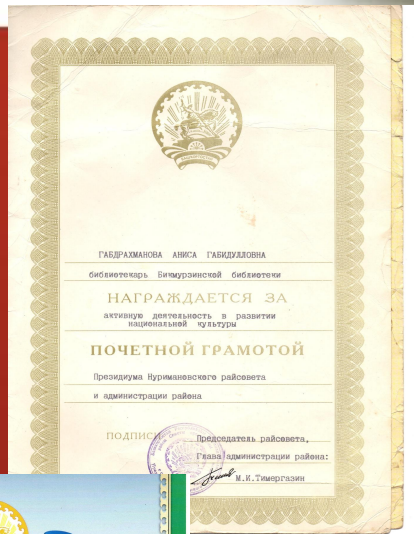 ГАБДРАХМАНОВА АНИСА ГАБИДУЛЛОВНА
библиотекарь Бикмурзинской библиотеки
НАГРАЖДАЕТСЯ ЗА
активную деятельность в развитии
национальной культуры
ПОЧЕТНОЙ ГРАМОТОЙ
Президиума Нуримановского райсовета
и администрации района
ПОДПИСИ
Председатель райсовета,
Глава администрации района:
М.И.Тимергазин